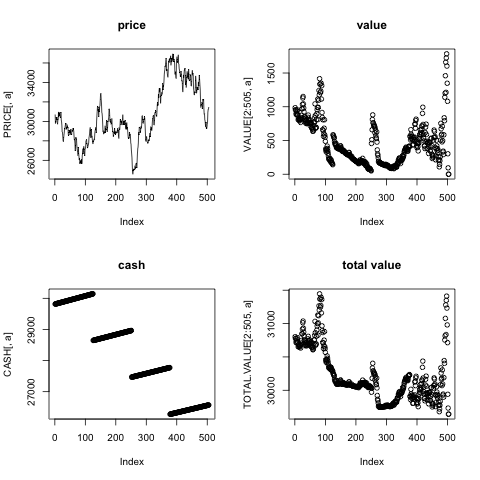 price
PRICE[, a]
26000 30000 34000
0 100 200 300 400 500
Index
value
VALUE[2:505, a]
0 500 1000 1500
0 100 200 300 400 500
Index
cash
CASH[, a]
27000 29000
0 100 200 300 400 500
Index
total value
TOTAL.VALUE[2:505, a]
30000 31000
0 100 200 300 400 500
Index